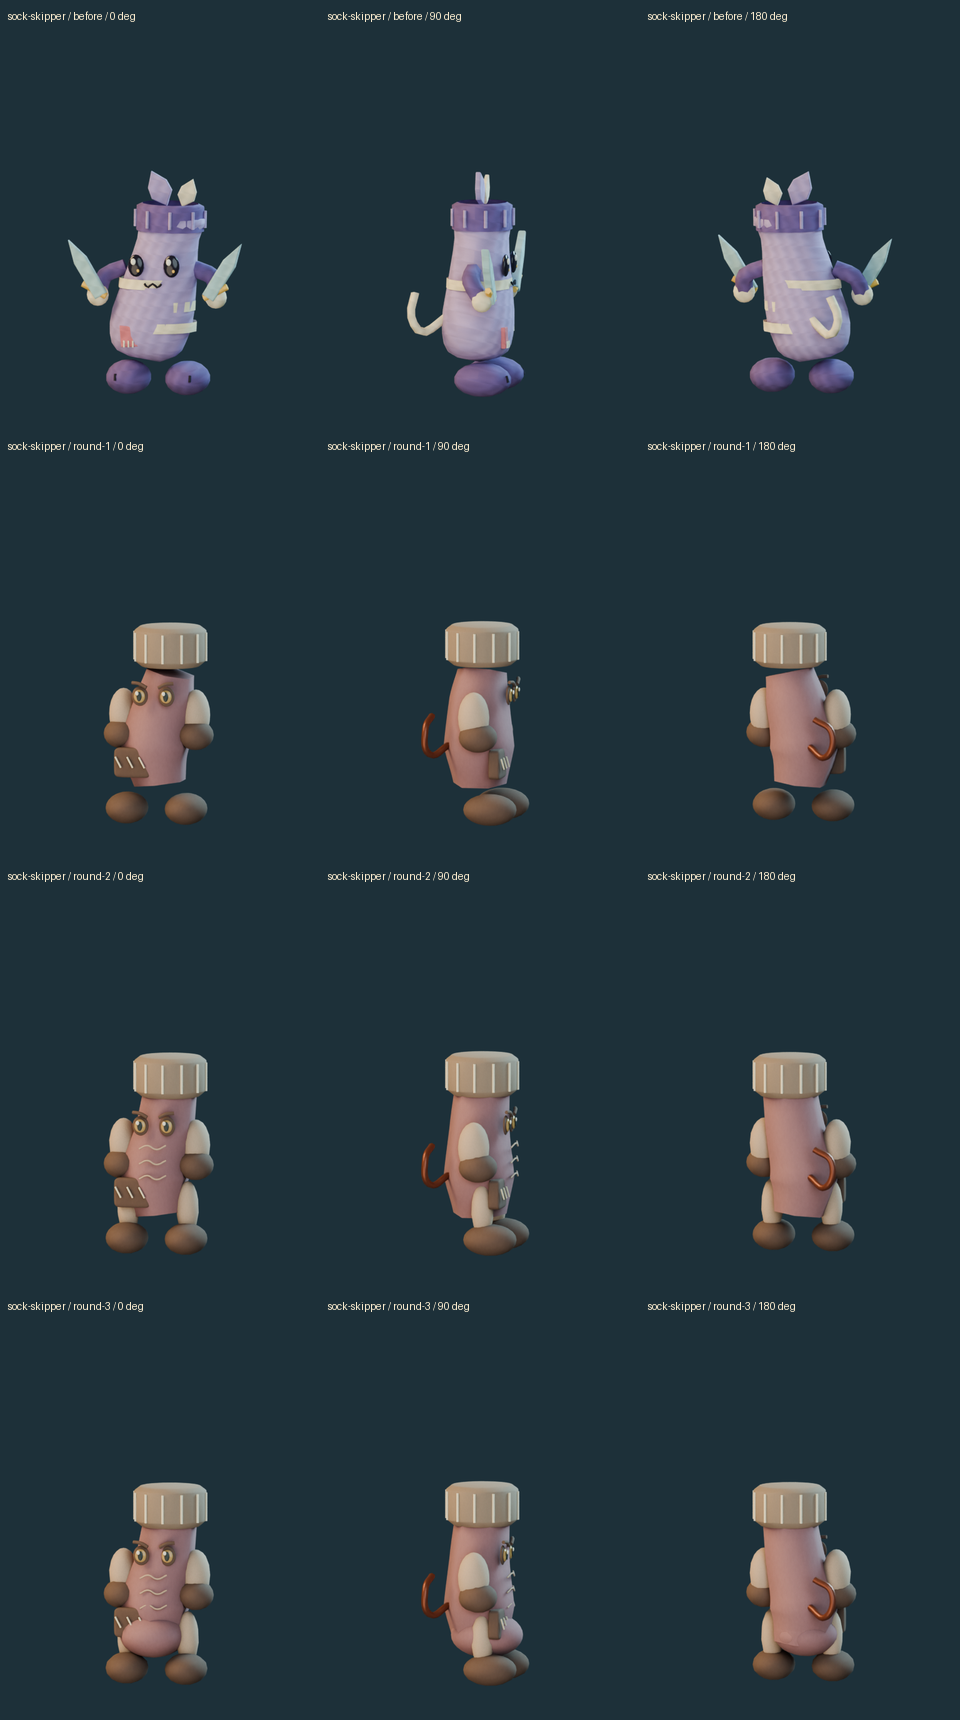 sock-skipper / before / 0 deg
sock-skipper / before / 90 deg
sock-skipper / before / 180 deg
sock-skipper / round-1 / 0 deg
sock-skipper / round-1 / 90 deg
sock-skipper / round-1 / 180 deg
sock-skipper / round-2 / 0 deg
sock-skipper / round-2 / 90 deg
sock-skipper / round-2 / 180 deg
sock-skipper / round-3 / 0 deg
sock-skipper / round-3 / 90 deg
sock-skipper / round-3 / 180 deg